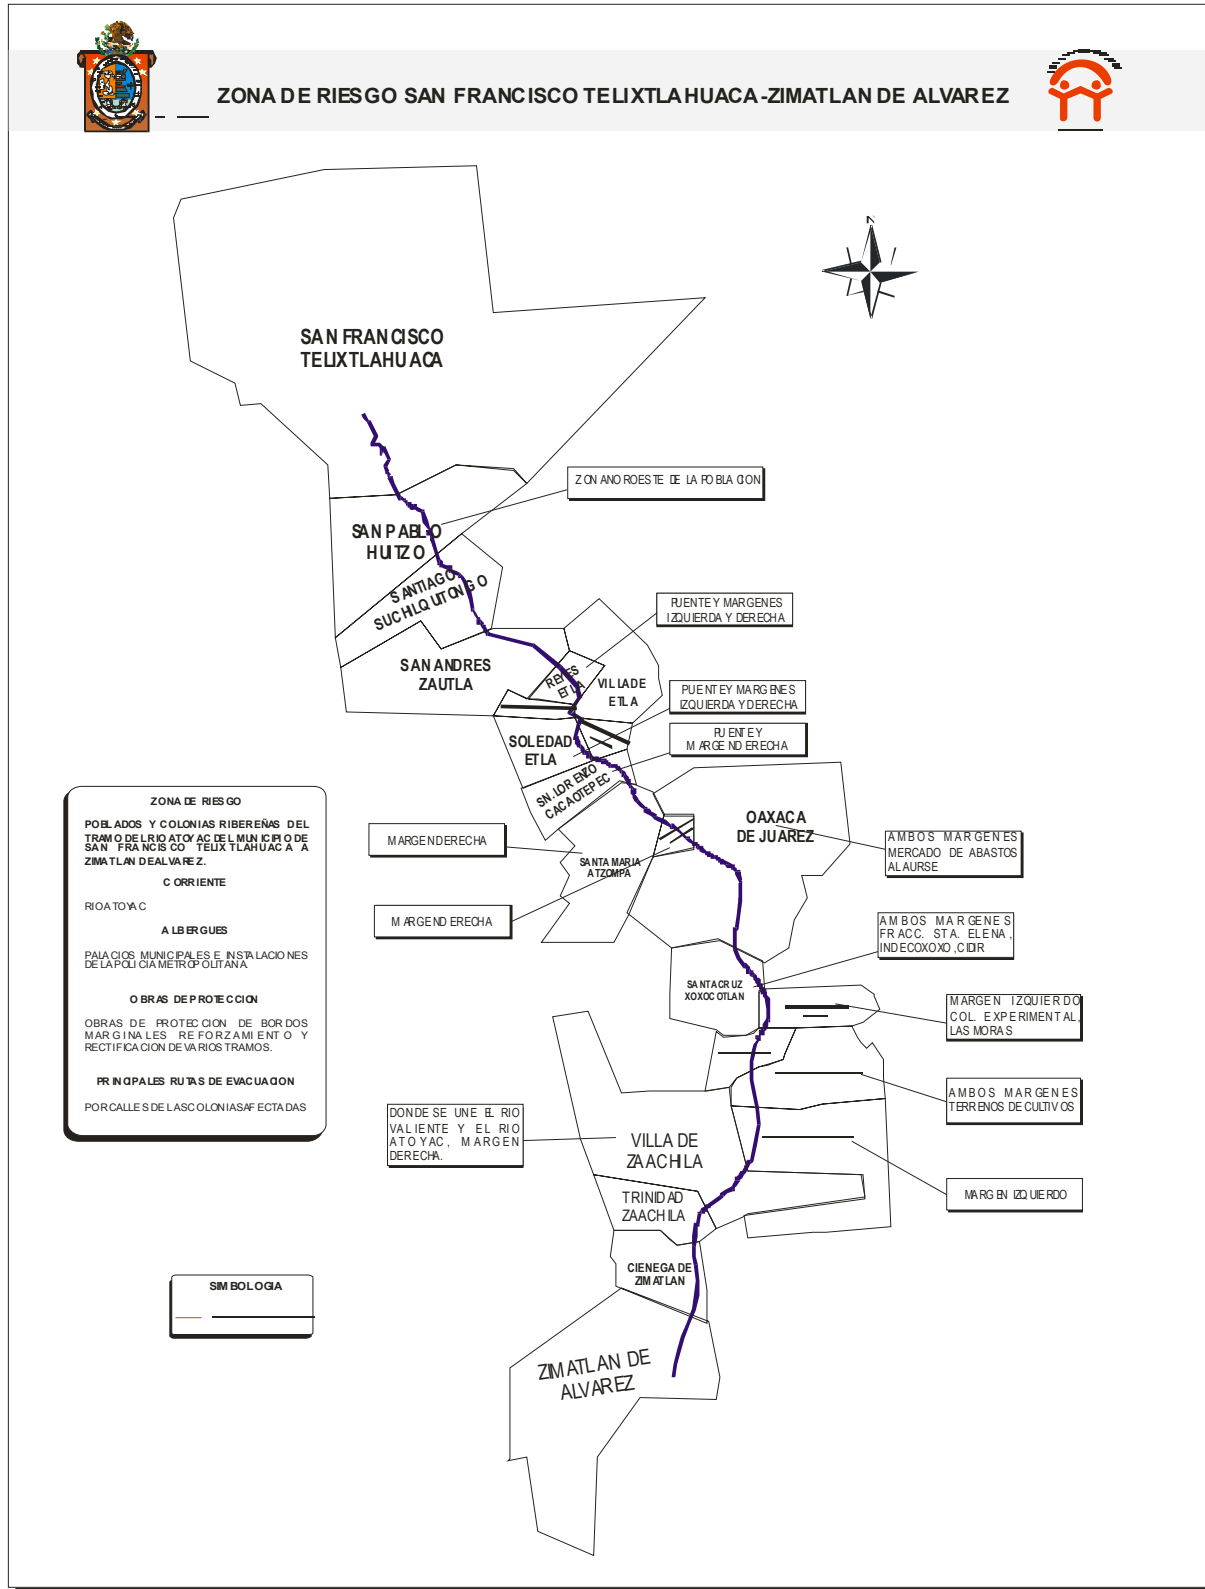 ZONA DE RIESGO SAN FRANCISCO TELIXTLAHUACA-ZIMATLAN DE ALVAREZ
N
SAN FRANCISCO
TELIXTLAHUACA
ZONA NOROESTE DE LA POBLACION
SAN PABLO
HUITZO
SANTIAGO
SUCHILQUITONGO
PUENTE Y MARGENES
IZQUIERDA Y DERECHA
SAN ANDRES
ZAUTLA
REYES
ETLA
VILLA DE
ETLA
PUENTE Y MARGENES
IZQUIERDA Y DERECHA
SOLEDAD
ETLA
PUENTE Y
MARGEN DERECHA
SN. LORENZO
CACAOTEPEC
ZONA DE RIESGO
POBLADOS Y COLONIAS RIBEREÑAS DEL
TRAMO DEL RIO ATOYAC DEL MUNICIPIO DE
SAN FRANCISCO TELIXTLAHUACA A
ZIMATLAN DE ALVAREZ.
CORRIENTE
RIO ATOYAC
ALBERGUES
PALACIOS MUNICIPALES E INSTALACIONES
DE LA POLICIA METROPOLITANA.
OBRAS DE PROTECCION
OBRAS DE PROTECCION DE BORDOS
MARGINALES REFORZAMIENTO Y
RECTIFICACION DE VARIOS TRAMOS.
PRINCIPALES RUTAS DE EVACUACION
POR CALLES DE LAS COLONIAS AFECTADAS
OAXACA
DE JUAREZ
MARGEN DERECHA
SANTA MARIA
ATZOMPA
AMBOS MARGENES
MERCADO DE ABASTOS
AL AURSE
MARGEN DERECHA
AMBOS MARGENES
FRACC. STA. ELENA,
INDECO XOXO, CIDIR
SANTA CRUZ
XOXOCOTLAN
MARGEN IZQUIERDO
COL. EXPERIMENTAL,
LAS MORAS
AMBOS MARGENES
TERRENOS DE CULTIVOS
DONDE SE UNE EL RIO
VALIENTE Y EL RIO
ATOYAC, MARGEN
DERECHA.
VILLA DE
ZAACHILA
MARGEN IZQUIERDO
TRINIDAD
ZAACHILA
CIENEGA DE
ZIMATLAN
SIMBOLOGIA
ZIMATLAN DE
ALVAREZ